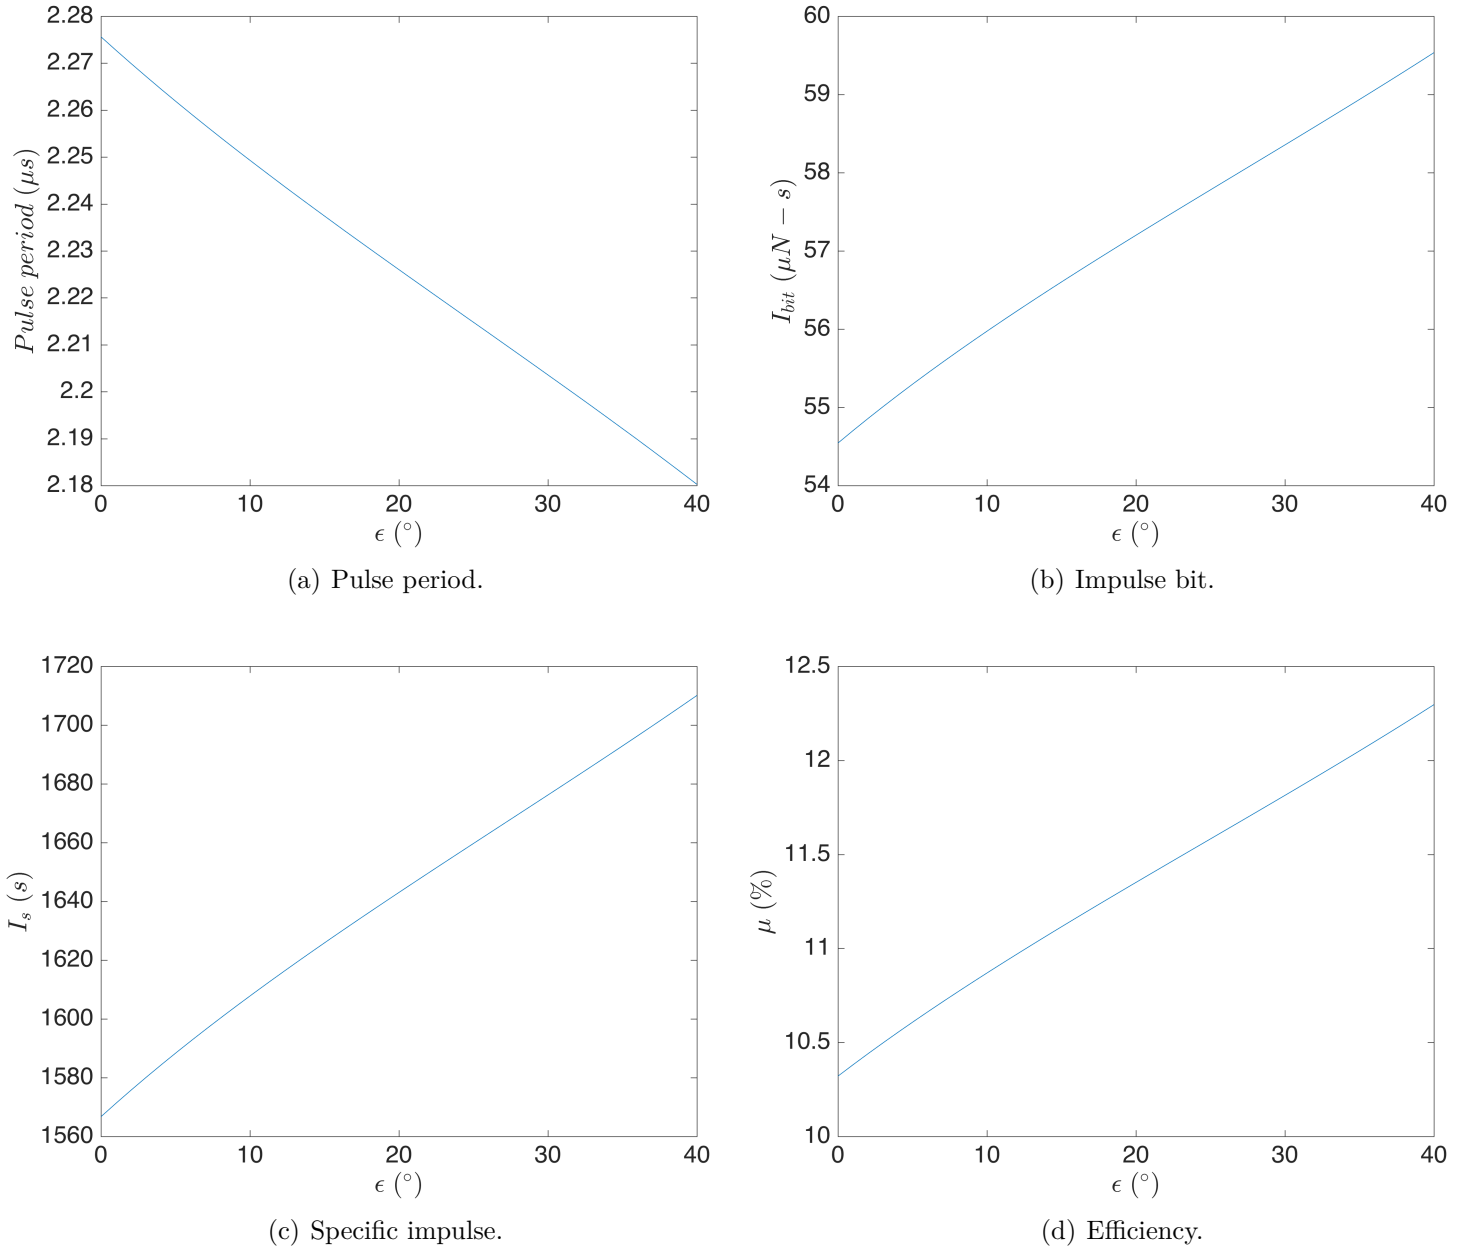 2.28
2.27
2.26
2.25
2.24
2.23
2.22
2.21
2.2
2.19
2.18
Pulse period (μs)
0 10 20 30 40
ϵ (°)
(a) Pulse period.
60
59
58
57
56
55
54
I_bit (μN − s)
0 10 20 30 40
ϵ (°)
(b) Impulse bit.
1720
1700
1680
1660
1640
1620
1600
1580
1560
I_s (s)
0 10 20 30 40
ϵ (°)
(c) Specific impulse.
12.5
12
11.5
11
10.5
10
μ (%)
0 10 20 30 40
ϵ (°)
(d) Efficiency.